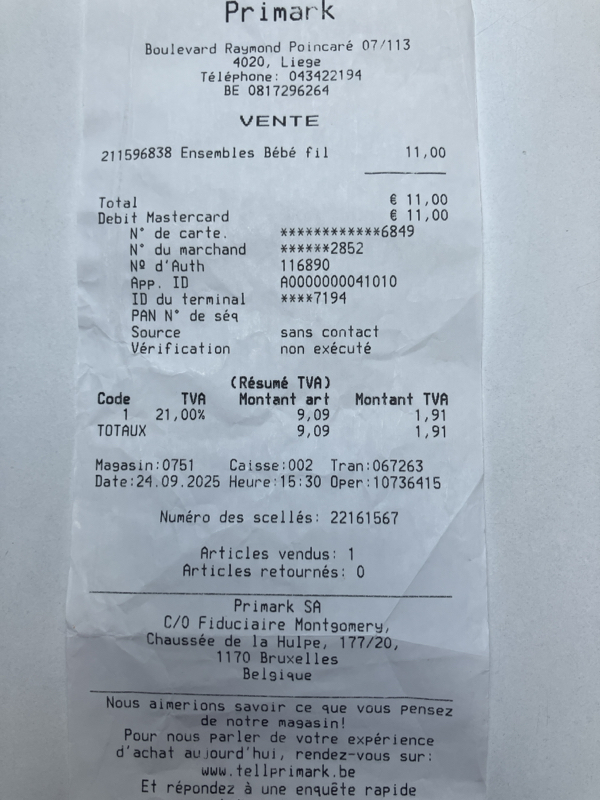 Primark
Boulevard Raymond Poincaré 07/113
4020, Liege
Téléphone: 043422194
BE 0817296264
VENTE
211596838 Ensembles Bébé fil 11,00
Total € 11,00
Debit Mastercard € 11,00
N° de carte. ************6849
N° du marchand ******2852
Nº d'Auth 116890
App. ID A0000000041010
ID du terminal ****7194
PAN N° de séq
Source sans contact
Vérification non exécuté
(Résumé TVA)
Code TVA Montant art Montant TVA
1 21,00% 9,09 1,91
TOTAUX 9,09 1,91
Magasin:0751 Caisse:002 Tran:067263
Date:24.09.2025 Heure:15:30 Oper:10736415
Numéro des scellés: 22161567
Articles vendus: 1
Articles retournés: 0
Primark SA
C/O Fiduciaire Montgomery,
Chaussée de la Hulpe, 177/20,
1170 Bruxelles
Belgique
Nous aimerions savoir ce que vous pensez
de notre magasin!
Pour nous parler de votre expérience
d'achat aujourd'hui, rendez-vous sur:
www.tellprimark.be
Et répondez à une enquête rapide